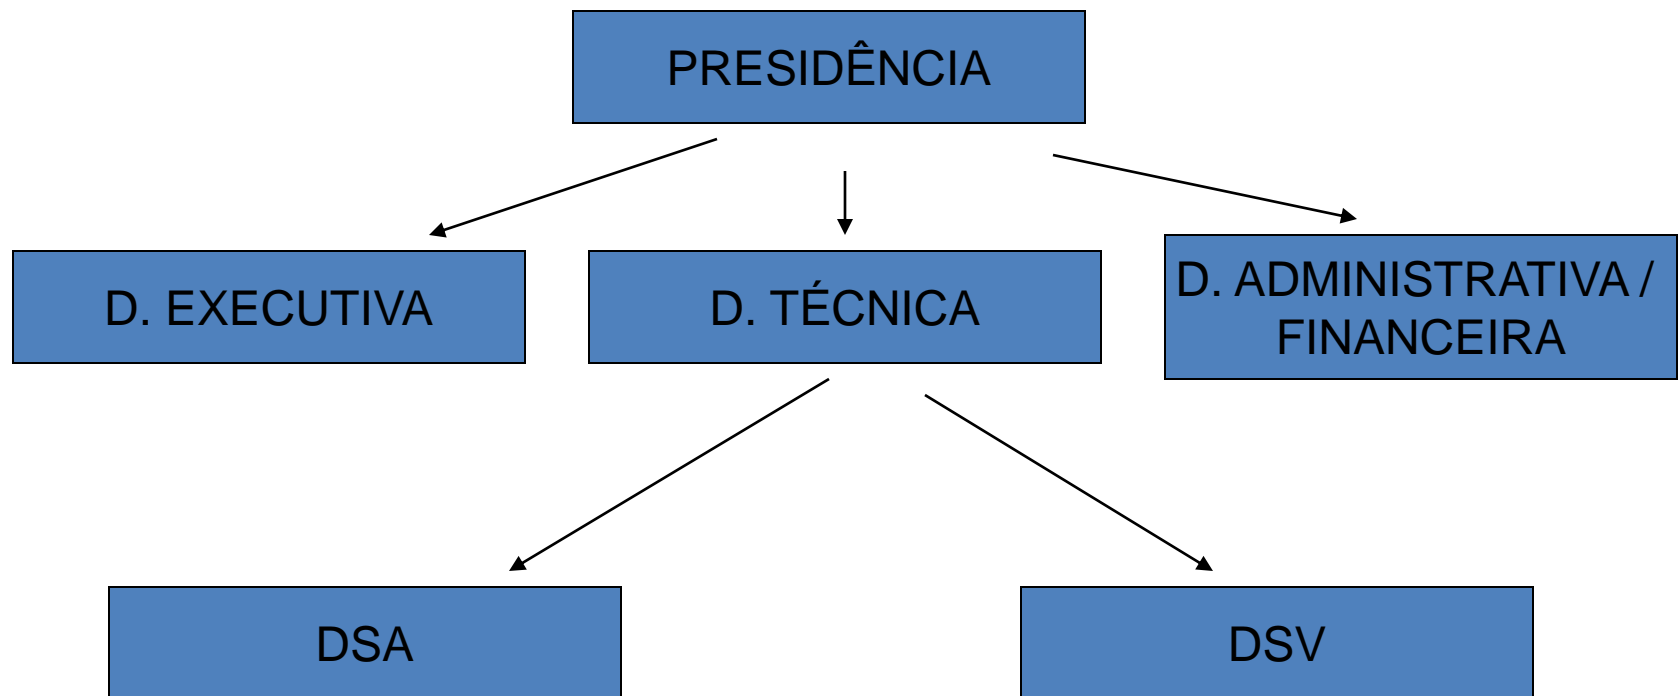 PRESIDÊNCIA
D. EXECUTIVA
D. TÉCNICA
D. ADMINISTRATIVA /
FINANCEIRA
DSA
DSV